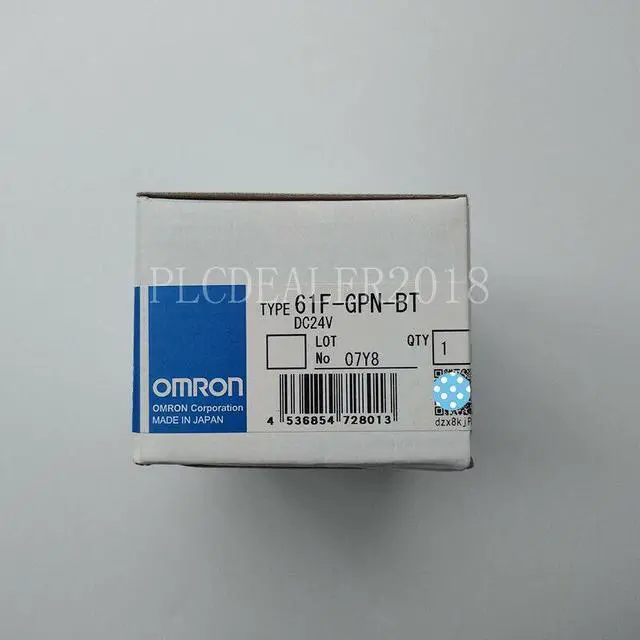 PLCDEALER2018
TYPE 61F-GPN-BT
DC24V
LOT
No 07Y8
QTY 1
OMRON
OMRON Corporation
MADE IN JAPAN
4 536854 728013